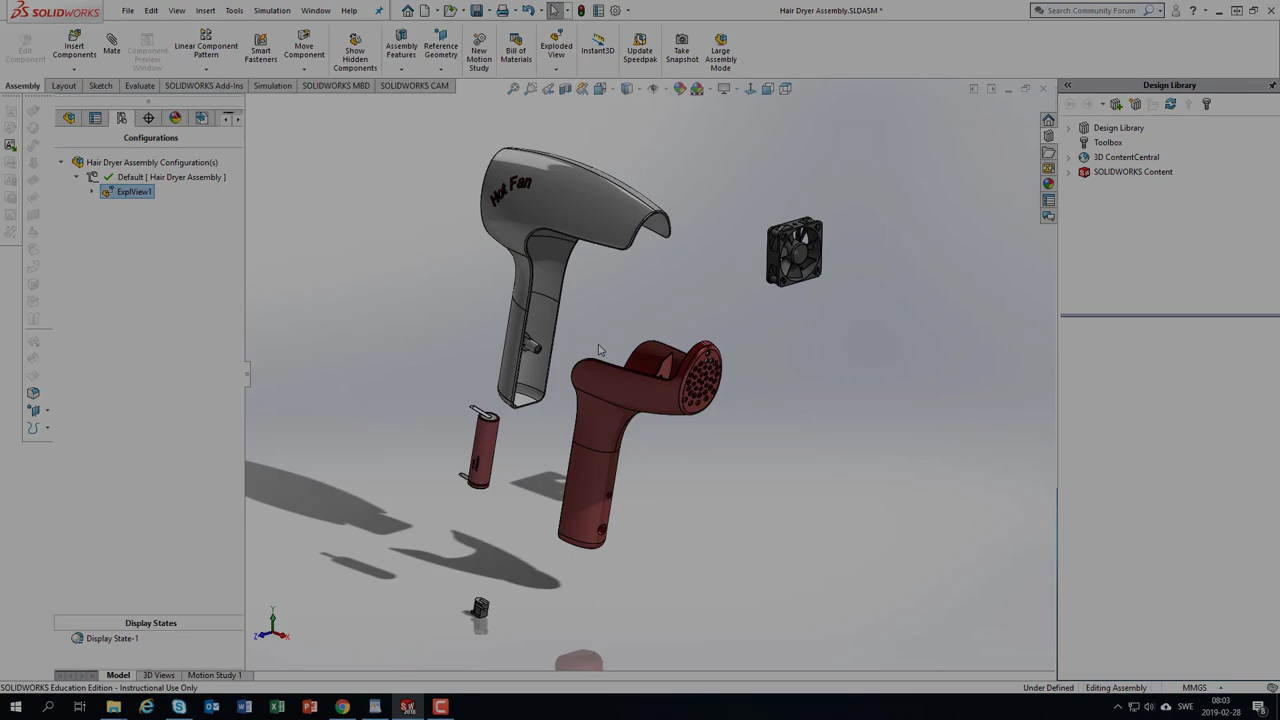 SOLIDWORKS
File Edit View Insert Tools Simulation Window Help
Hair Dryer Assembly.SLDASM *
Search Community Forum
Edit Component
Insert Components
Mate
Component Preview Window
Linear Component Pattern
Smart Fasteners
Move Component
Show Hidden Components
Assembly Features
Reference Geometry
New Motion Study
Bill of Materials
Exploded View
Instant3D
Update Speedpak
Take Snapshot
Large Assembly Mode
Assembly Layout Sketch Evaluate SOLIDWORKS Add-Ins Simulation SOLIDWORKS MBD SOLIDWORKS CAM
Design Library
Configurations
Hair Dryer Assembly Configuration(s)
Default [ Hair Dryer Assembly ]
ExplView1
Design Library
Toolbox
3D ContentCentral
SOLIDWORKS Content
Hot Fan
Y
Z
X
Display States
Display State-1
Model 3D Views Motion Study 1
SOLIDWORKS Education Edition - Instructional Use Only
Under Defined Editing Assembly MMGS
SWE
08:03
2019-02-28